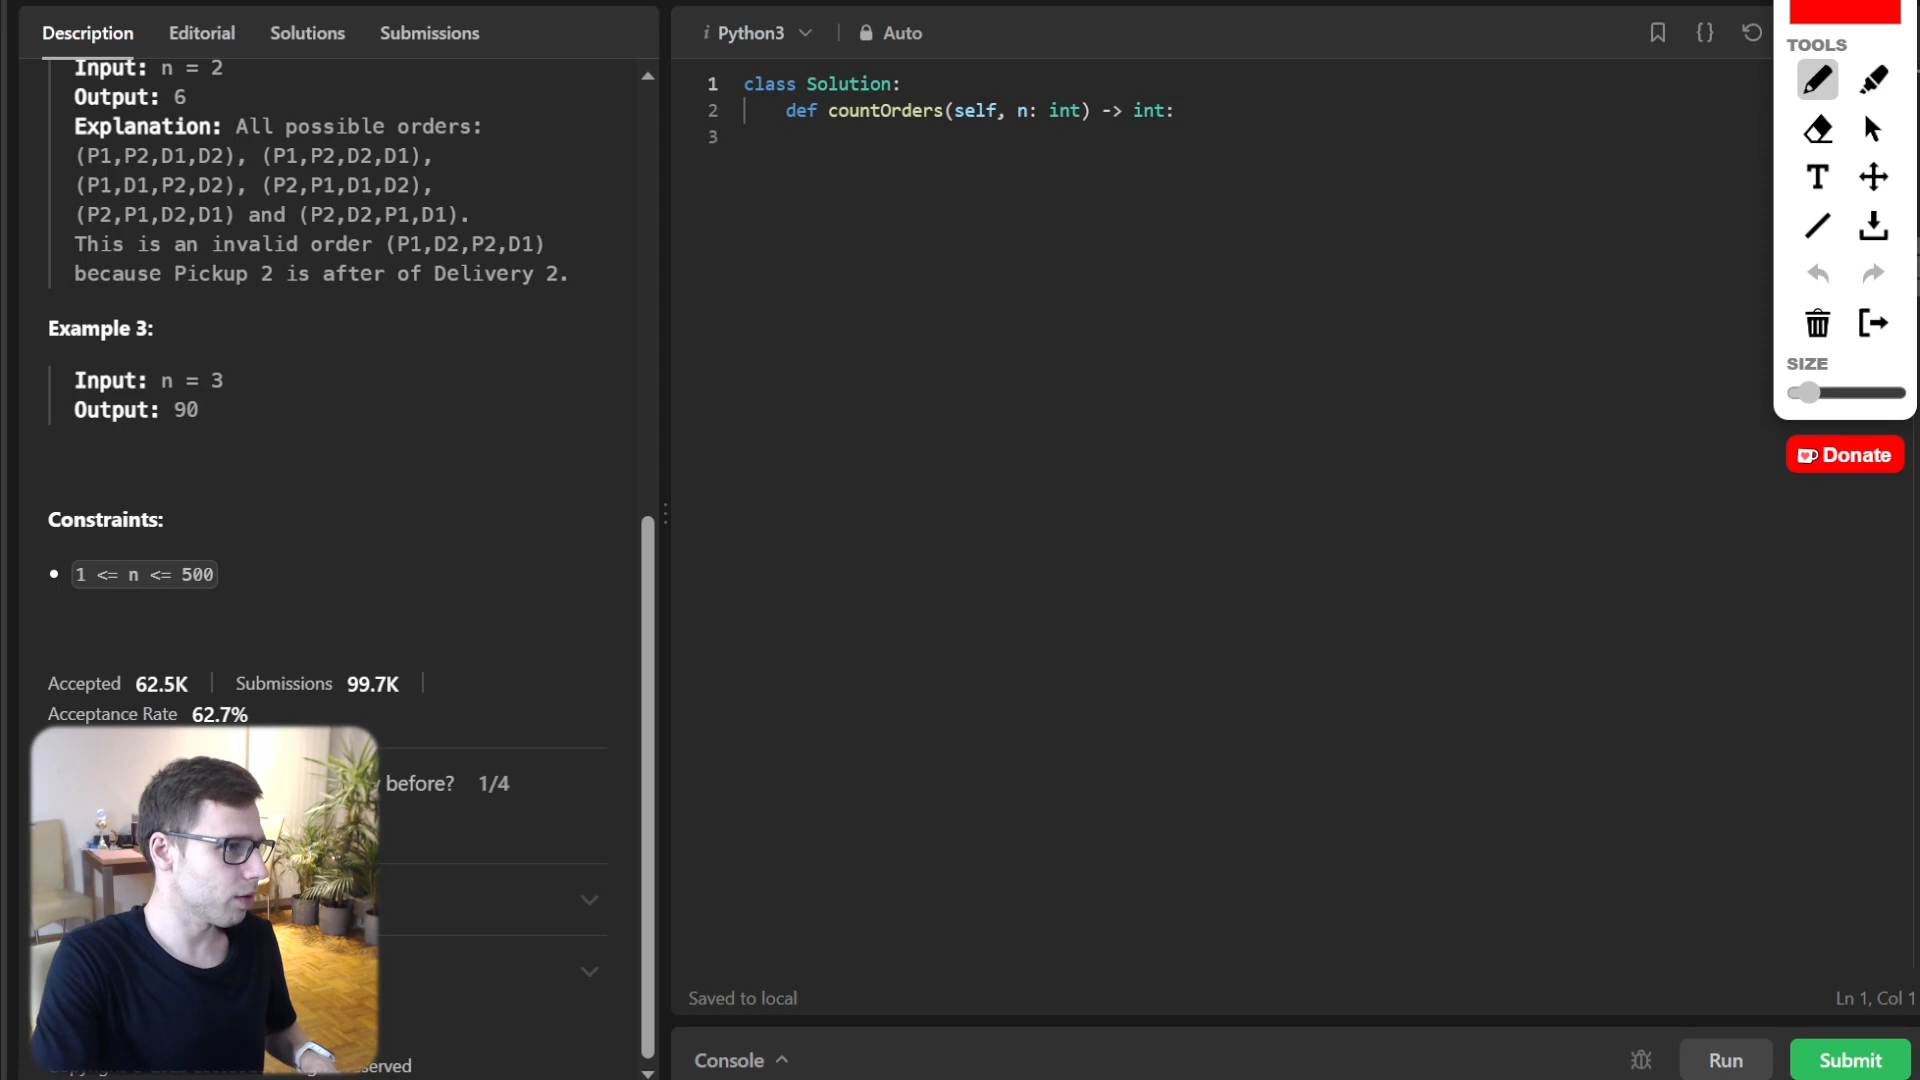 Description Editorial Solutions Submissions
Input: n = 2
Output: 6
Explanation: All possible orders:
(P1,P2,D1,D2), (P1,P2,D2,D1),
(P1,D1,P2,D2), (P2,P1,D1,D2),
(P2,P1,D2,D1) and (P2,D2,P1,D1).
This is an invalid order (P1,D2,P2,D1)
because Pickup 2 is after of Delivery 2.
Example 3:
Input: n = 3
Output: 90
Constraints:
1 <= n <= 500
Accepted 62.5K Submissions 99.7K
Acceptance Rate 62.7%
before? 1/4
i Python3 Auto
1 class Solution:
2 def countOrders(self, n: int) -> int:
3
Saved to local
Ln 1, Col 1
Console
Run
Submit
TOOLS
T
SIZE
Donate